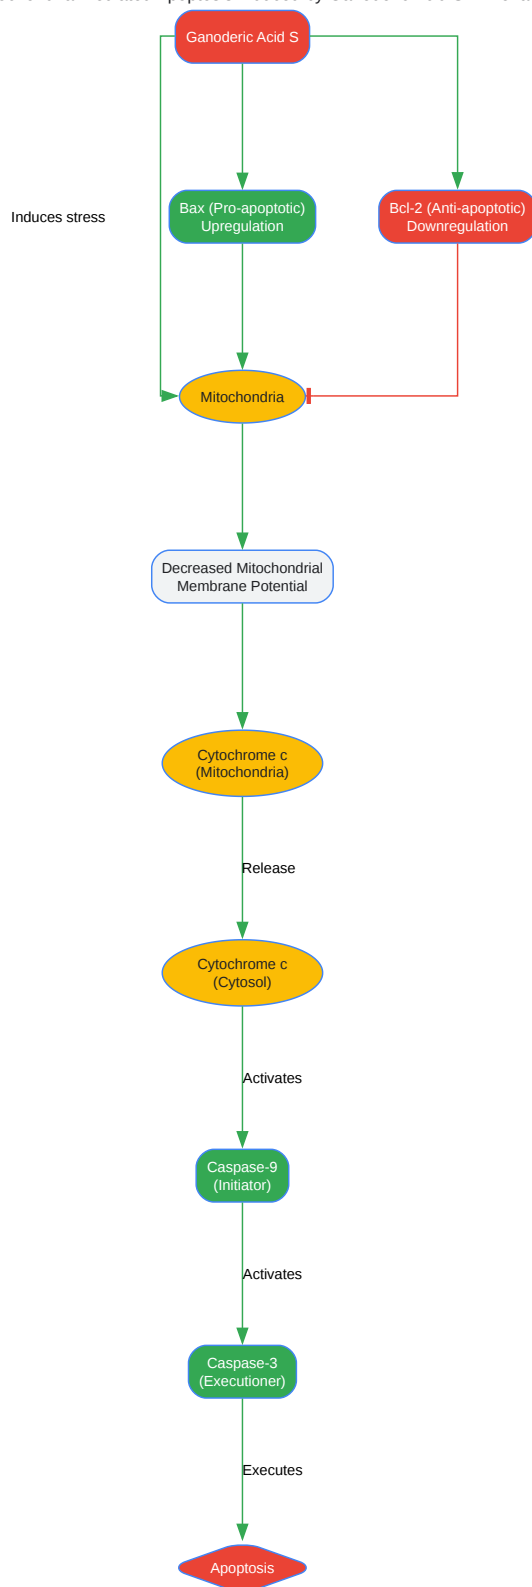 Ganoderic Acid S
Induces stress
Bax (Pro-apoptotic)
Upregulation
Bcl-2 (Anti-apoptotic)
Downregulation
Mitochondria
Decreased Mitochondrial
Membrane Potential
Cytochrome c
(Mitochondria)
Release
Cytochrome c
(Cytosol)
Activates
Caspase-9
(Initiator)
Activates
Caspase-3
(Executioner)
Executes
Apoptosis